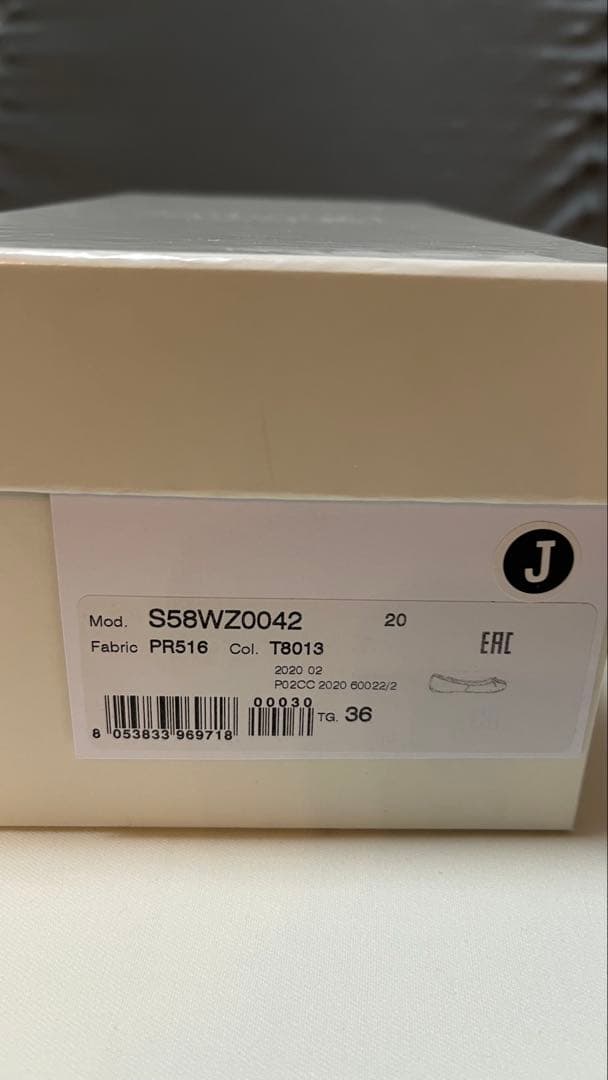 J
Mod. S58WZ0042 20
Fabric PR516 Col. T8013
EAC
2020 02
P02CC 2020 60022/2
00030
TG. 36
8 053833 969718